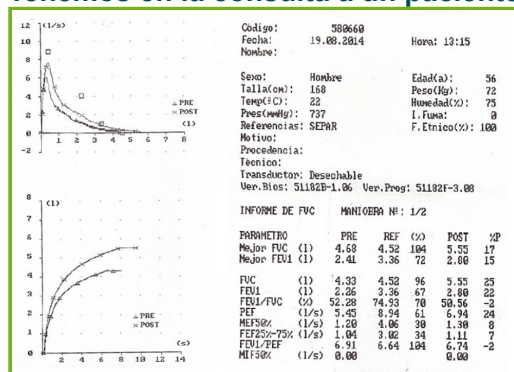 Tenemos en la consulta a un paciente
Código: 580660
Fecha: 19.08.2014 Hora: 13:15
Nombre:
Sexo: Hombre Edad(a): 56
Talla(cm): 168 Peso(Kg): 72
Temp(ºC): 22 Humedad(%): 75
Pres(mmHg): 737 I.Fuma: 0
Referencias: SEPAR F.Etnico(%): 100
Motivo:
Procedencia:
Técnico:
Transductor: Desechable
Ver.Bios: 51182B-1.06 Ver.Prog: 51182F-3.08
INFORME DE FVC MANIOBRA Nº: 1/2
PARAMETRO PRE REF (%) POST %P
Mejor FVC (l) 4.68 4.52 104 5.55 17
Mejor FEV1 (l) 2.41 3.36 72 2.80 15
FVC (l) 4.33 4.52 96 5.55 25
FEV1 (l) 2.26 3.36 67 2.80 22
FEV1/FVC (%) 52.28 74.93 70 50.56 -2
PEF (l/s) 5.45 8.94 61 6.94 24
MEF50% (l/s) 1.20 4.06 30 1.30 8
FEF25%-75% (l/s) 1.04 3.02 34 1.11 7
FEV1/PEF 6.91 6.64 104 6.74 -2
MIF50% (l/s) 0.00 0.00
12 (l/s)
10
8
6
4
2
0
-2
PRE
POST
(l)
0 1 2 3 4 5 6 7 8
8 (l)
7
6
5
4
3
2
1
0
PRE
POST
(s)
0 2 4 6 8 10 12 14